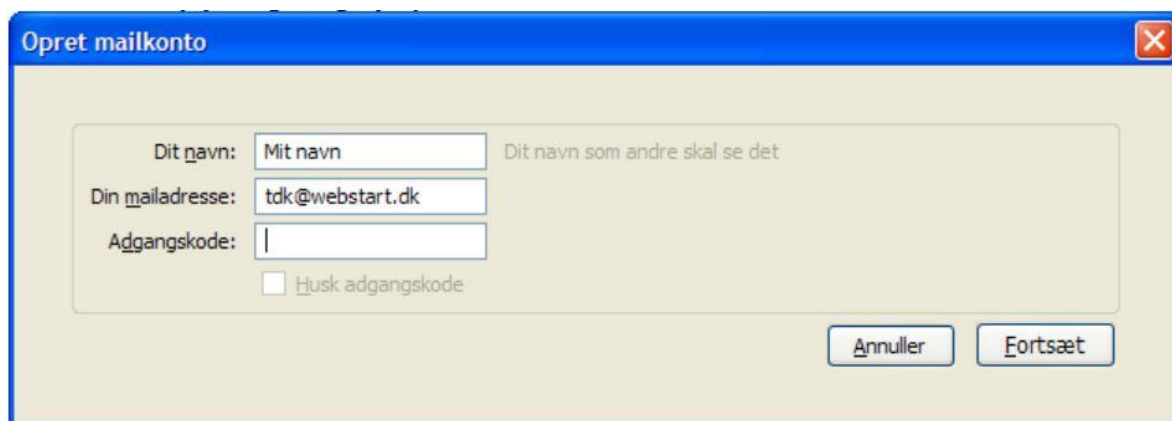 Opret mailkonto
Dit navn: Mit navn Dit navn som andre skal se det
Din mailadresse: tdk@webstart.dk
Adgangskode:
Husk adgangskode
Annuller Fortsæt